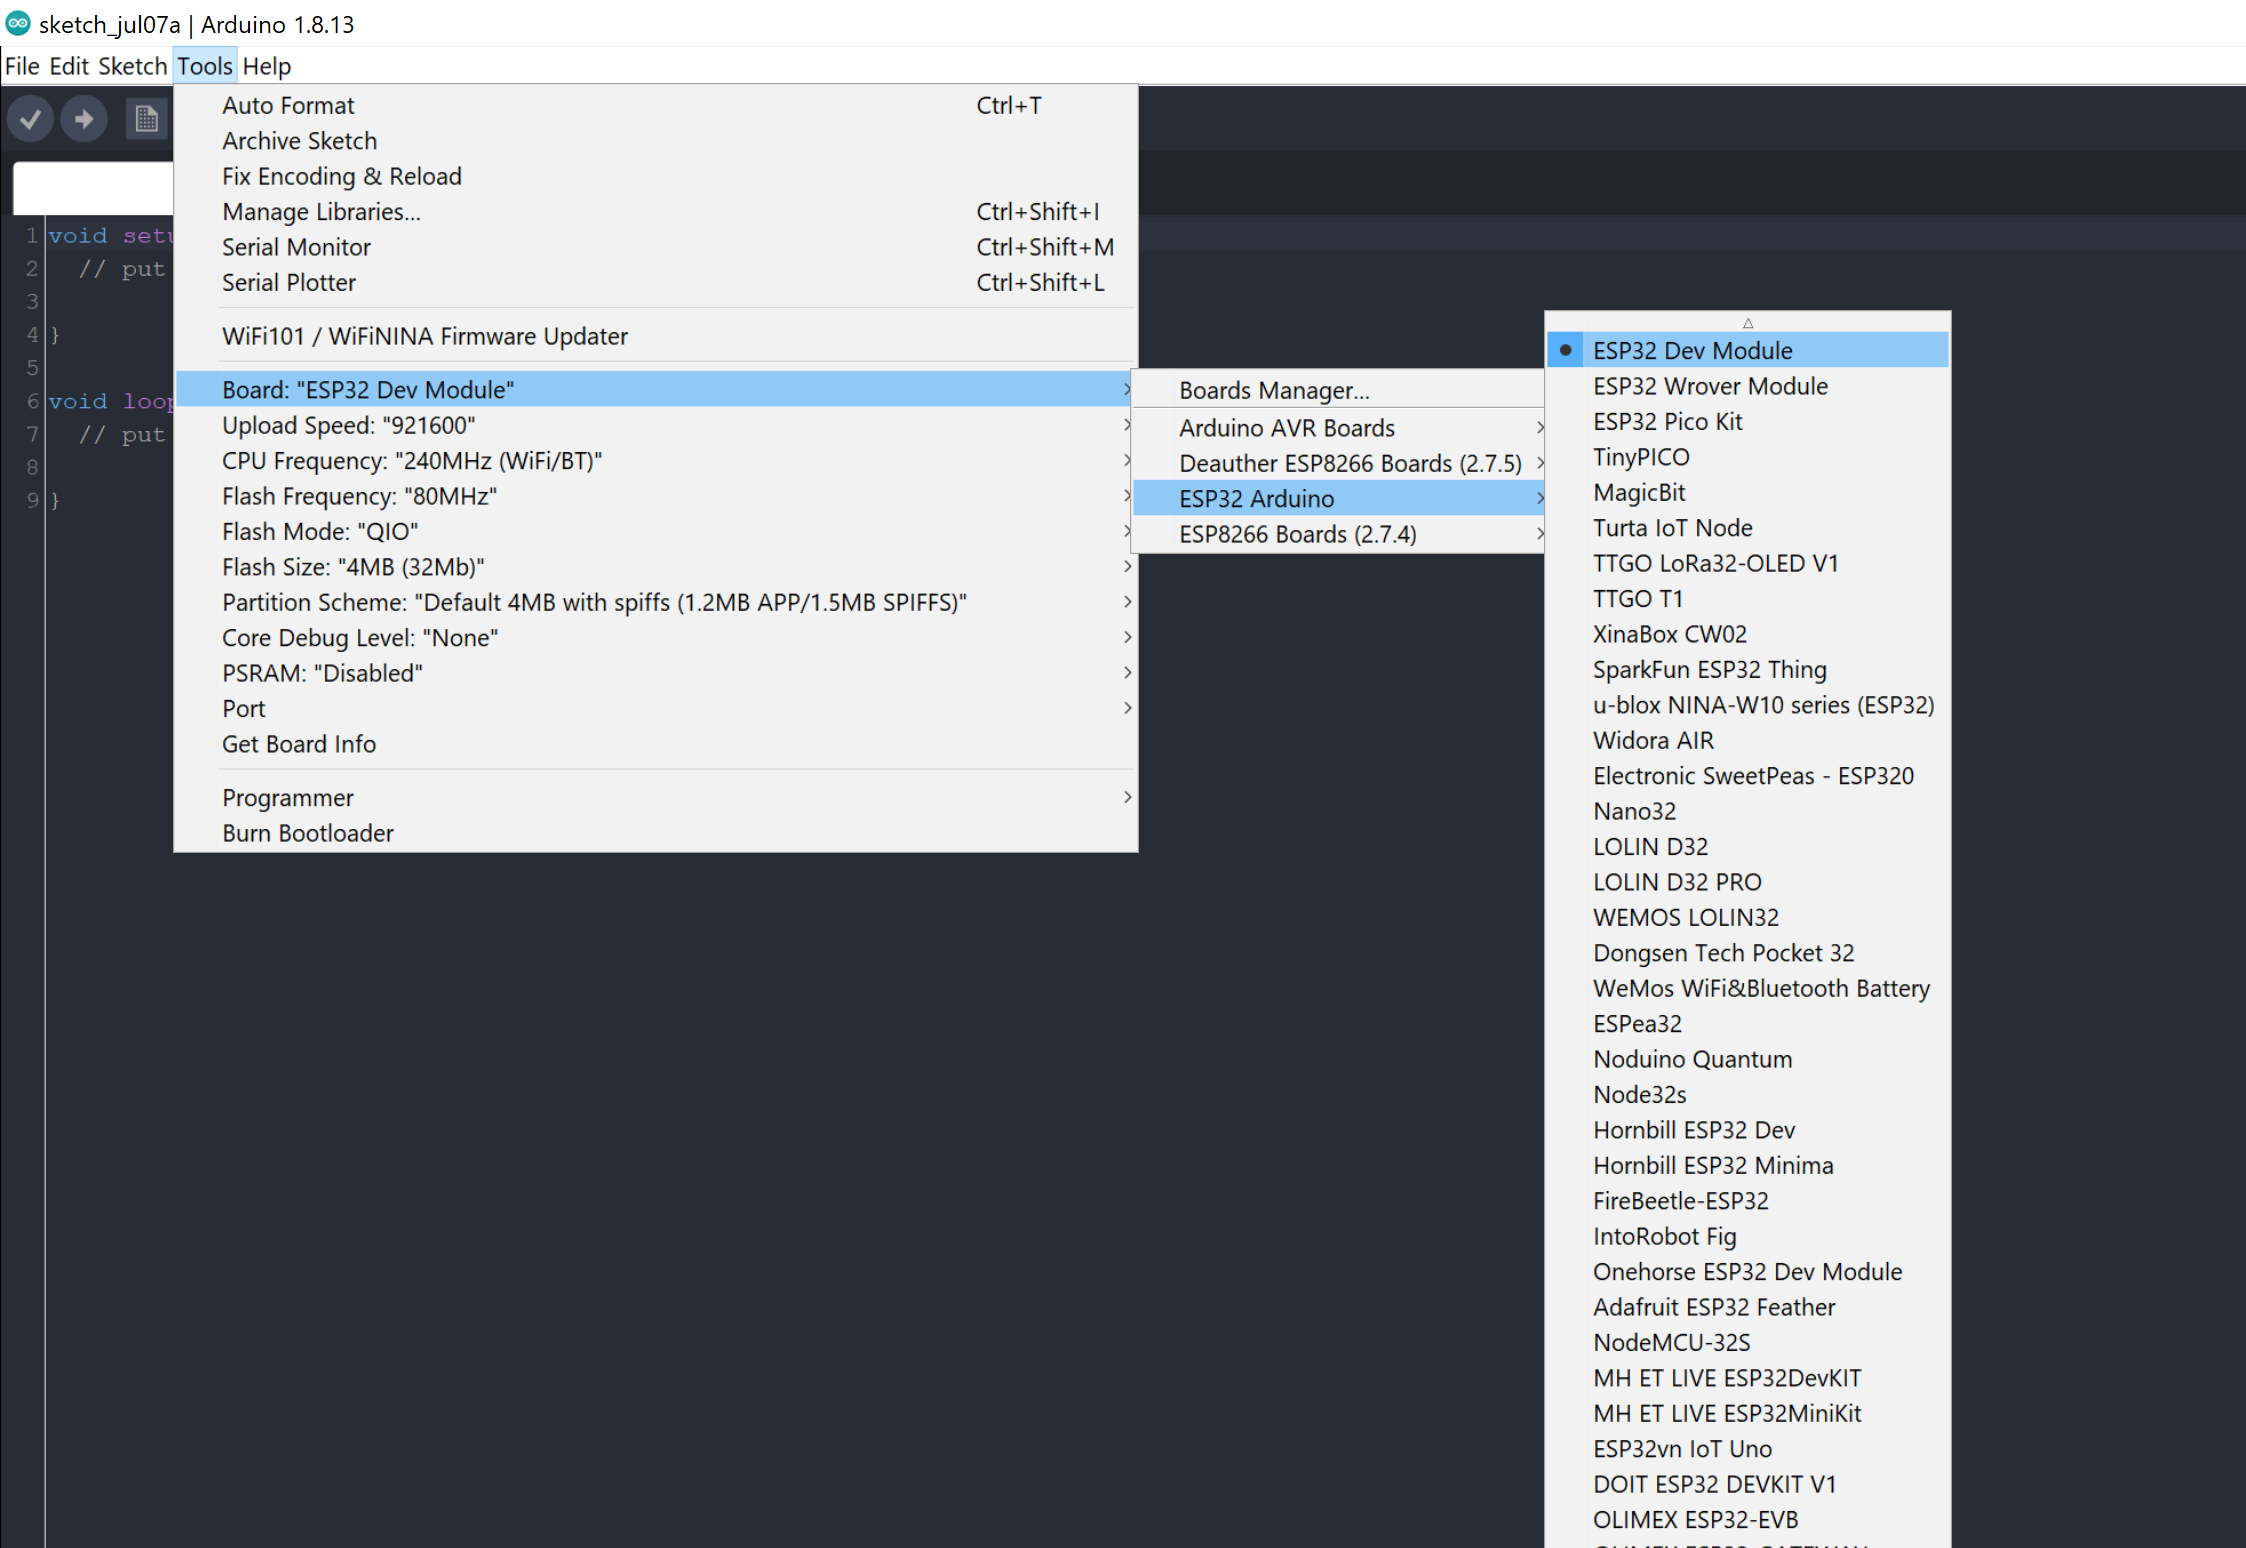 sketch_jul07a | Arduino 1.8.13
File Edit Sketch Tools Help
Auto Format Ctrl+T
Archive Sketch
Fix Encoding & Reload
Manage Libraries... Ctrl+Shift+I
Serial Monitor Ctrl+Shift+M
Serial Plotter Ctrl+Shift+L
WiFi101 / WiFiNINA Firmware Updater
Board: "ESP32 Dev Module"
Upload Speed: "921600"
CPU Frequency: "240MHz (WiFi/BT)"
Flash Frequency: "80MHz"
Flash Mode: "QIO"
Flash Size: "4MB (32Mb)"
Partition Scheme: "Default 4MB with spiffs (1.2MB APP/1.5MB SPIFFS)"
Core Debug Level: "None"
PSRAM: "Disabled"
Port
Get Board Info
Programmer
Burn Bootloader
1 void
2 // put
3
4 }
5
6 void loop
7 // put
8
9 }
Boards Manager...
Arduino AVR Boards
Deauther ESP8266 Boards (2.7.5)
ESP32 Arduino
ESP8266 Boards (2.7.4)
ESP32 Dev Module
ESP32 Wrover Module
ESP32 Pico Kit
TinyPICO
MagicBit
Turta IoT Node
TTGO LoRa32-OLED V1
TTGO T1
XinaBox CW02
SparkFun ESP32 Thing
u-blox NINA-W10 series (ESP32)
Widora AIR
Electronic SweetPeas - ESP320
Nano32
LOLIN D32
LOLIN D32 PRO
WEMOS LOLIN32
Dongsen Tech Pocket 32
WeMos WiFi&Bluetooth Battery
ESPea32
Noduino Quantum
Node32s
Hornbill ESP32 Dev
Hornbill ESP32 Minima
FireBeetle-ESP32
IntoRobot Fig
Onehorse ESP32 Dev Module
Adafruit ESP32 Feather
NodeMCU-32S
MH ET LIVE ESP32DevKIT
MH ET LIVE ESP32MiniKit
ESP32vn IoT Uno
DOIT ESP32 DEVKIT V1
OLIMEX ESP32-EVB